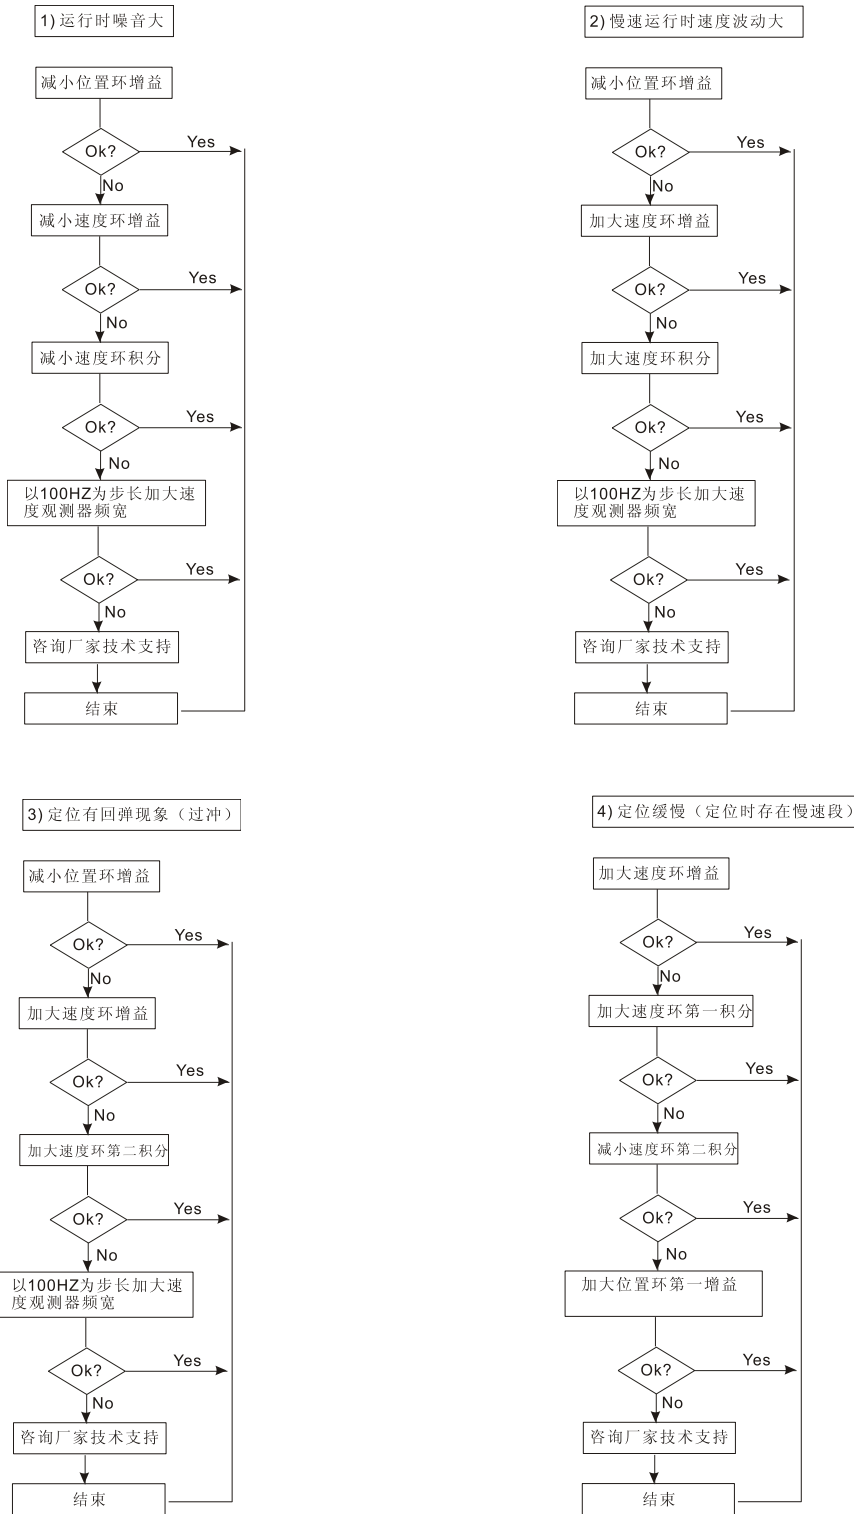 1) 运行时噪音大
减小位置环增益
Ok?
Yes
No
减小速度环增益
Ok?
Yes
No
减小速度环积分
Ok?
Yes
No
以100HZ为步长加大速
度观测器频宽
Ok?
Yes
No
咨询厂家技术支持
结束
2) 慢速运行时速度波动大
减小位置环增益
Ok?
Yes
No
加大速度环增益
Ok?
Yes
No
加大速度环积分
Ok?
Yes
No
以100HZ为步长加大速
度观测器频宽
Ok?
Yes
No
咨询厂家技术支持
结束
3) 定位有回弹现象（过冲）
减小位置环增益
Ok?
Yes
No
加大速度环增益
Ok?
Yes
No
加大速度环第二积分
Ok?
Yes
No
以100HZ为步长加大速
度观测器频宽
Ok?
Yes
No
咨询厂家技术支持
结束
4) 定位缓慢（定位时存在慢速段）
加大速度环增益
Ok?
Yes
No
加大速度环第一积分
Ok?
Yes
No
减小速度环第二积分
Ok?
Yes
No
加大位置环第一增益
Ok?
Yes
No
咨询厂家技术支持
结束